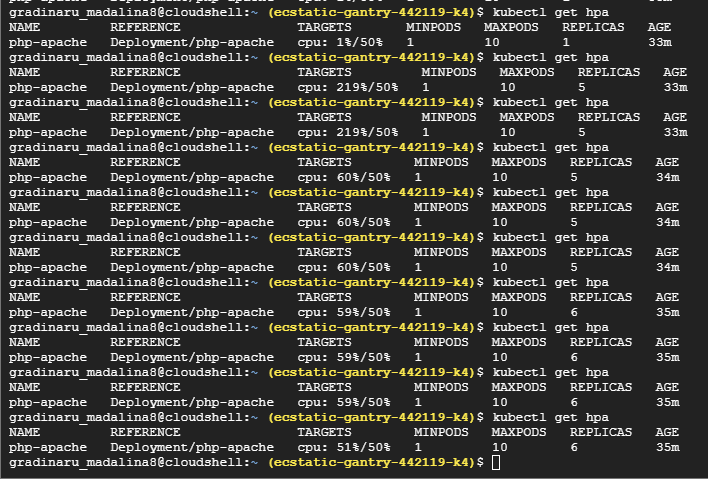 gradinaru_madalina8@cloudshell:~ (ecstatic-gantry-442119-k4)$ kubectl get hpa
NAME         REFERENCE               TARGETS       MINPODS   MAXPODS   REPLICAS   AGE
php-apache   Deployment/php-apache   cpu: 1%/50%   1         10        1          33m
gradinaru_madalina8@cloudshell:~ (ecstatic-gantry-442119-k4)$ kubectl get hpa
NAME         REFERENCE               TARGETS         MINPODS   MAXPODS   REPLICAS   AGE
php-apache   Deployment/php-apache   cpu: 219%/50%   1         10        5          33m
gradinaru_madalina8@cloudshell:~ (ecstatic-gantry-442119-k4)$ kubectl get hpa
NAME         REFERENCE               TARGETS         MINPODS   MAXPODS   REPLICAS   AGE
php-apache   Deployment/php-apache   cpu: 219%/50%   1         10        5          33m
gradinaru_madalina8@cloudshell:~ (ecstatic-gantry-442119-k4)$ kubectl get hpa
NAME         REFERENCE               TARGETS        MINPODS   MAXPODS   REPLICAS   AGE
php-apache   Deployment/php-apache   cpu: 60%/50%   1         10        5          34m
gradinaru_madalina8@cloudshell:~ (ecstatic-gantry-442119-k4)$ kubectl get hpa
NAME         REFERENCE               TARGETS        MINPODS   MAXPODS   REPLICAS   AGE
php-apache   Deployment/php-apache   cpu: 60%/50%   1         10        5          34m
gradinaru_madalina8@cloudshell:~ (ecstatic-gantry-442119-k4)$ kubectl get hpa
NAME         REFERENCE               TARGETS        MINPODS   MAXPODS   REPLICAS   AGE
php-apache   Deployment/php-apache   cpu: 60%/50%   1         10        5          34m
gradinaru_madalina8@cloudshell:~ (ecstatic-gantry-442119-k4)$ kubectl get hpa
NAME         REFERENCE               TARGETS        MINPODS   MAXPODS   REPLICAS   AGE
php-apache   Deployment/php-apache   cpu: 59%/50%   1         10        6          35m
gradinaru_madalina8@cloudshell:~ (ecstatic-gantry-442119-k4)$ kubectl get hpa
NAME         REFERENCE               TARGETS        MINPODS   MAXPODS   REPLICAS   AGE
php-apache   Deployment/php-apache   cpu: 59%/50%   1         10        6          35m
gradinaru_madalina8@cloudshell:~ (ecstatic-gantry-442119-k4)$ kubectl get hpa
NAME         REFERENCE               TARGETS        MINPODS   MAXPODS   REPLICAS   AGE
php-apache   Deployment/php-apache   cpu: 59%/50%   1         10        6          35m
gradinaru_madalina8@cloudshell:~ (ecstatic-gantry-442119-k4)$ kubectl get hpa
NAME         REFERENCE               TARGETS        MINPODS   MAXPODS   REPLICAS   AGE
php-apache   Deployment/php-apache   cpu: 51%/50%   1         10        6          35m
gradinaru_madalina8@cloudshell:~ (ecstatic-gantry-442119-k4)$